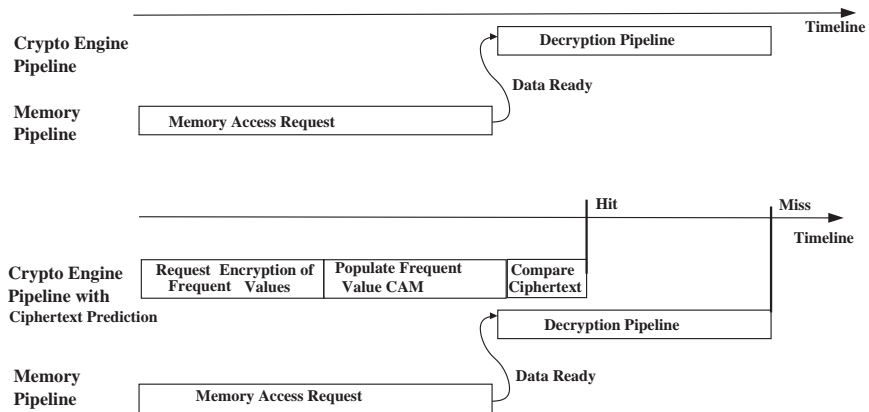 Timeline
Crypto Engine
Pipeline
Decryption Pipeline
Data Ready
Memory
Pipeline
Memory Access Request
Hit
Miss
Timeline
Crypto Engine
Pipeline with
Ciphertext Prediction
Request Encryption of
Frequent Values
Populate Frequent
Value CAM
Compare
Ciphertext
Decryption Pipeline
Data Ready
Memory
Pipeline
Memory Access Request